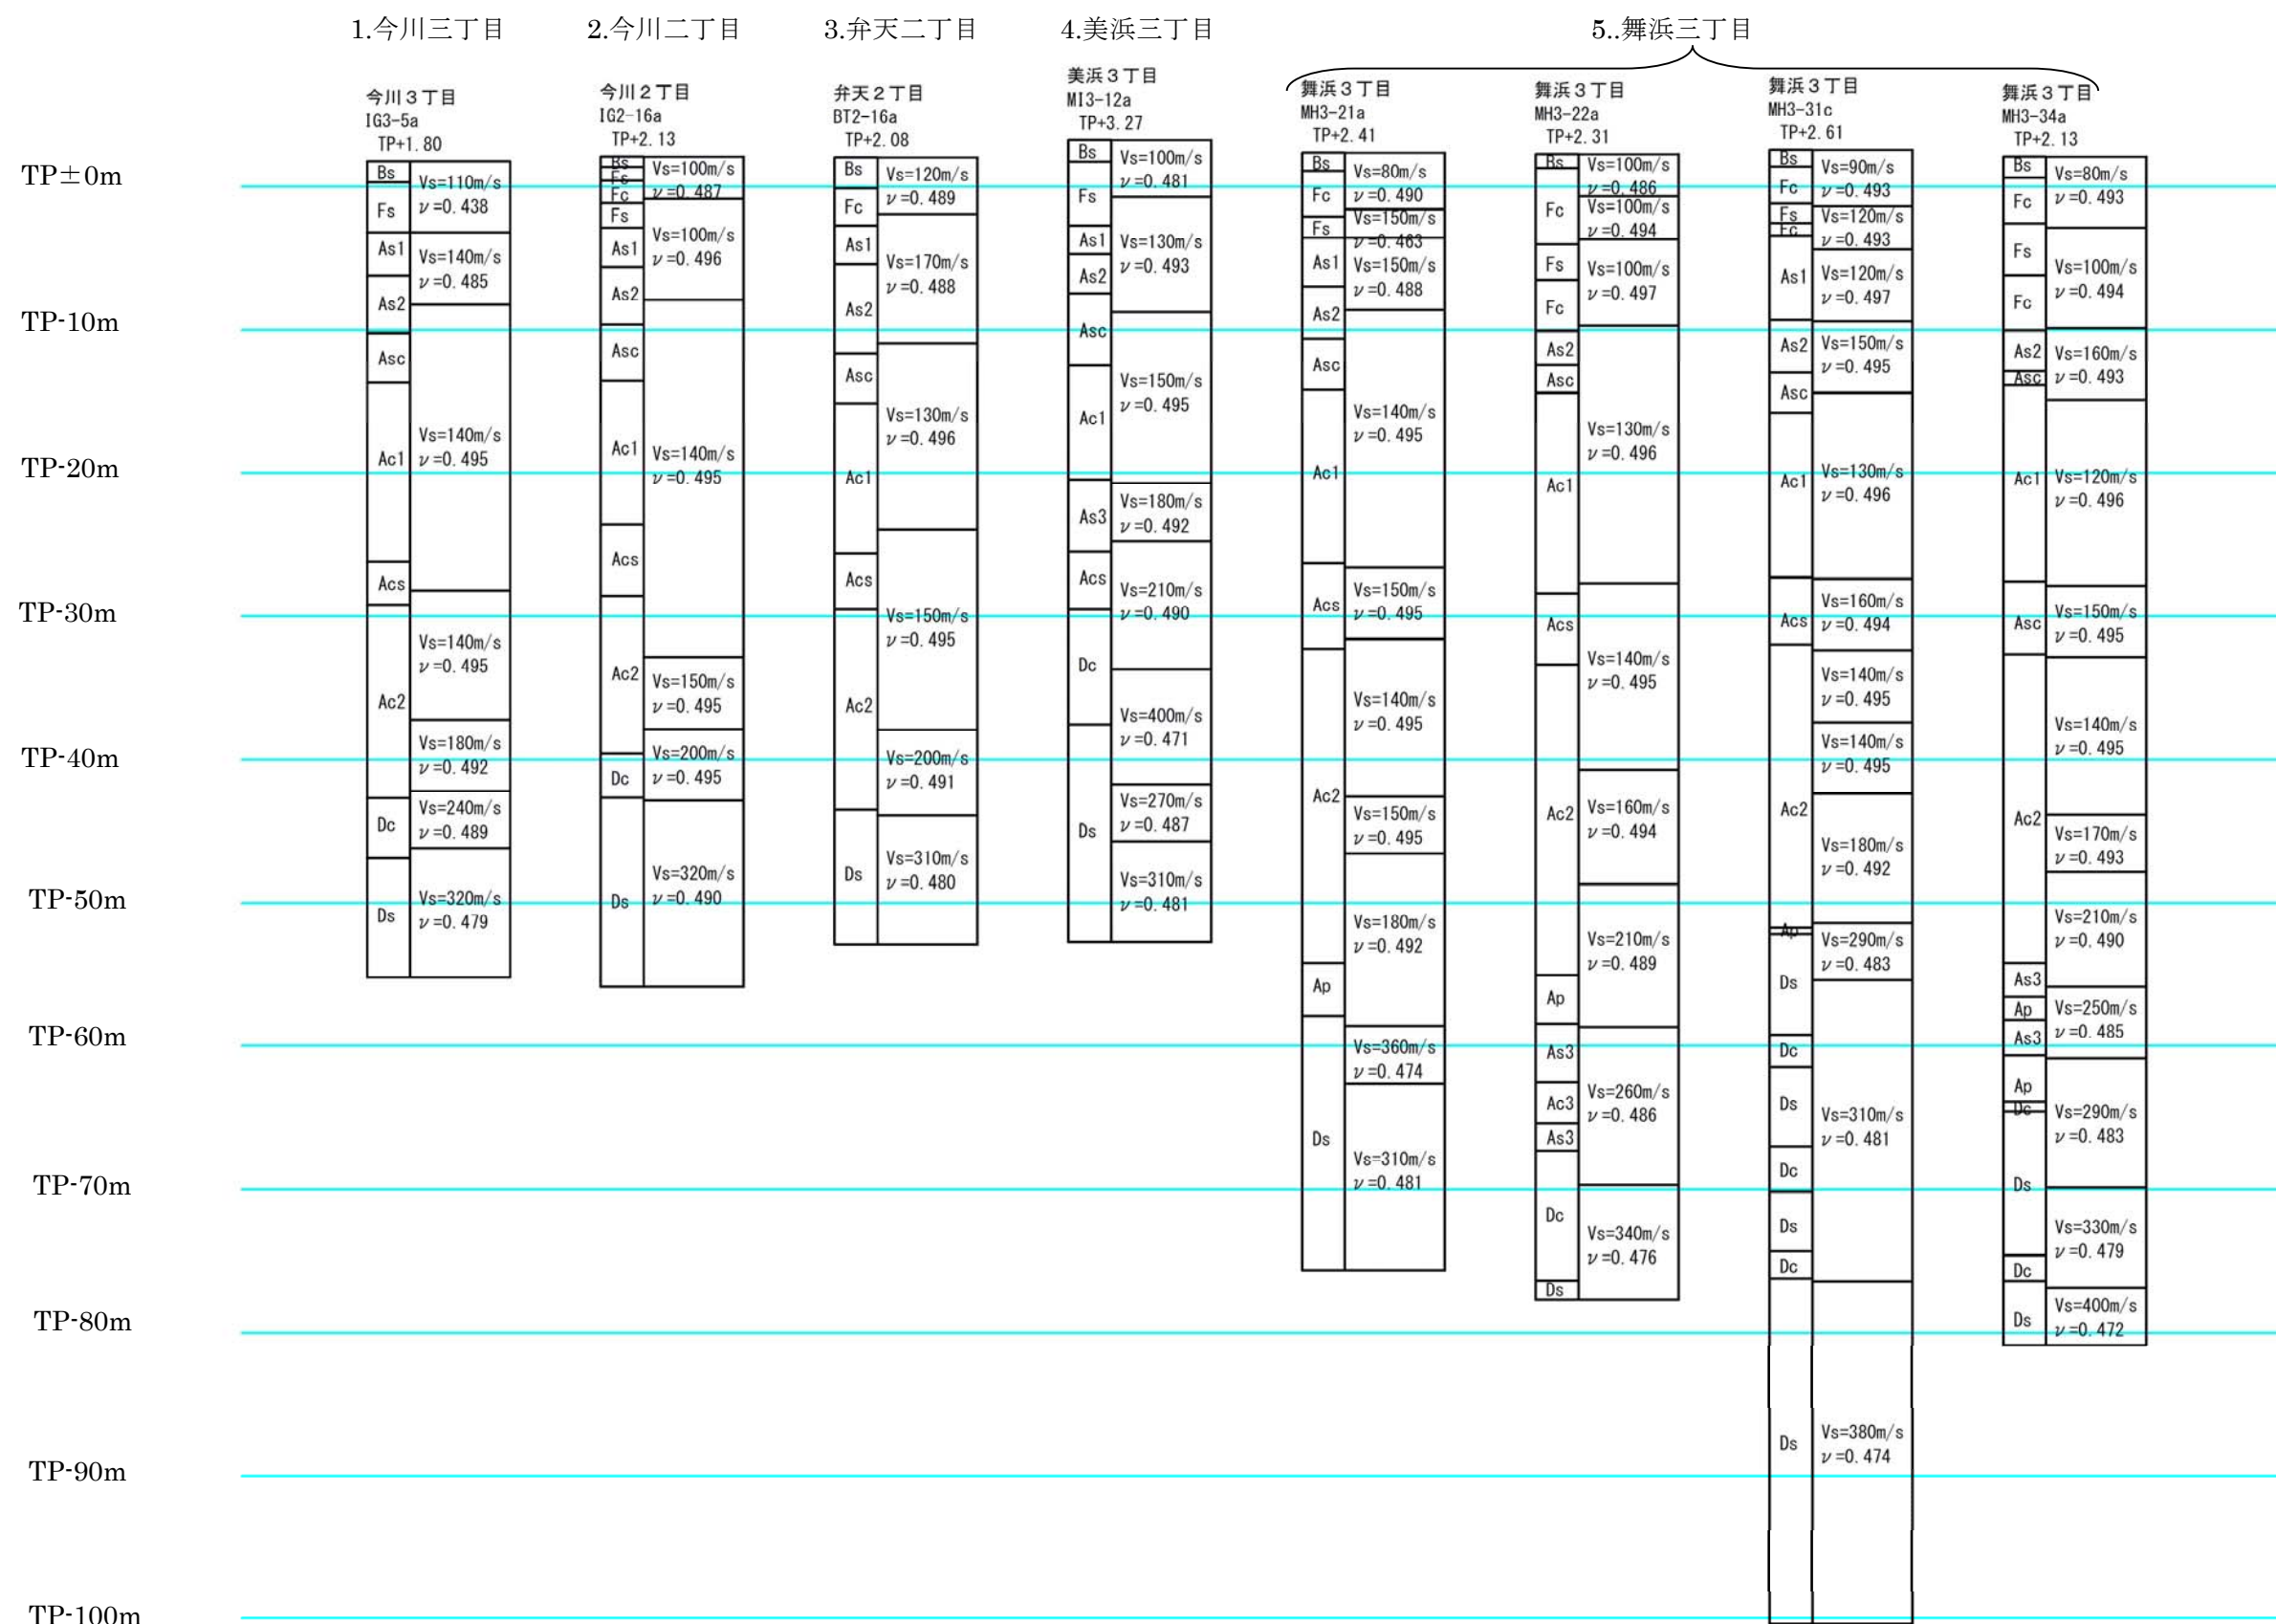 1.今川三丁目
2.今川二丁目
3.弁天二丁目
4.美浜三丁目
5..舞浜三丁目
TP±0m
TP-10m
TP-20m
TP-30m
TP-40m
TP-50m
TP-60m
TP-70m
TP-80m
TP-90m
TP-100m
今川3丁目
IG3-5a
TP+1.80
Bs
Fs
As1
As2
Asc
Ac1
Acs
Ac2
Dc
Ds
Vs=110m/s
ν=0.438
Vs=140m/s
ν=0.485
Vs=140m/s
ν=0.495
Vs=140m/s
ν=0.495
Vs=180m/s
ν=0.492
Vs=240m/s
ν=0.489
Vs=320m/s
ν=0.479
今川2丁目
IG2-16a
TP+2.13
Bs
Fs
Fc
Fs
As1
As2
Asc
Ac1
Acs
Ac2
Dc
Ds
Vs=100m/s
ν=0.487
Vs=100m/s
ν=0.496
Vs=140m/s
ν=0.495
Vs=150m/s
ν=0.495
Vs=200m/s
ν=0.495
Vs=320m/s
ν=0.490
弁天2丁目
BT2-16a
TP+2.08
Bs
Fc
As1
As2
Asc
Ac1
Acs
Ac2
Ds
Vs=120m/s
ν=0.489
Vs=170m/s
ν=0.488
Vs=130m/s
ν=0.496
Vs=150m/s
ν=0.495
Vs=200m/s
ν=0.491
Vs=310m/s
ν=0.480
美浜3丁目
MI3-12a
TP+3.27
Bs
Fs
As1
As2
Asc
Ac1
As3
Acs
Dc
Ds
Vs=100m/s
ν=0.481
Vs=130m/s
ν=0.493
Vs=150m/s
ν=0.495
Vs=180m/s
ν=0.492
Vs=210m/s
ν=0.490
Vs=400m/s
ν=0.471
Vs=270m/s
ν=0.487
Vs=310m/s
ν=0.481
舞浜3丁目
MH3-21a
TP+2.41
Bs
Fc
Fs
As1
As2
Asc
Ac1
Acs
Ac2
Ap
Ds
Vs=80m/s
ν=0.490
Vs=150m/s
ν=0.463
Vs=150m/s
ν=0.488
Vs=140m/s
ν=0.495
Vs=150m/s
ν=0.495
Vs=140m/s
ν=0.495
Vs=150m/s
ν=0.495
Vs=180m/s
ν=0.492
Vs=360m/s
ν=0.474
Vs=310m/s
ν=0.481
舞浜3丁目
MH3-22a
TP+2.31
Bs
Fc
Fs
Fc
As2
Asc
Ac1
Acs
Ac2
Ap
As3
Ac3
As3
Dc
Ds
Vs=100m/s
ν=0.486
Vs=100m/s
ν=0.494
Vs=100m/s
ν=0.497
Vs=130m/s
ν=0.496
Vs=140m/s
ν=0.495
Vs=160m/s
ν=0.494
Vs=210m/s
ν=0.489
Vs=260m/s
ν=0.486
Vs=340m/s
ν=0.476
舞浜3丁目
MH3-31c
TP+2.61
Bs
Fc
Fs
Fc
As1
As2
Asc
Ac1
Acs
Ac2
Ap
Ds
Dc
Ds
Dc
Ds
Dc
Ds
Vs=90m/s
ν=0.493
Vs=120m/s
ν=0.493
Vs=120m/s
ν=0.497
Vs=150m/s
ν=0.495
Vs=130m/s
ν=0.496
Vs=160m/s
ν=0.494
Vs=140m/s
ν=0.495
Vs=140m/s
ν=0.495
Vs=180m/s
ν=0.492
Vs=290m/s
ν=0.483
Vs=310m/s
ν=0.481
Vs=380m/s
ν=0.474
舞浜3丁目
MH3-34a
TP+2.13
Bs
Fc
Fs
Fc
As2
Asc
Ac1
Asc
Ac2
As3
Ap
As3
Ap
Dc
Ds
Dc
Ds
Vs=80m/s
ν=0.493
Vs=100m/s
ν=0.494
Vs=160m/s
ν=0.493
Vs=120m/s
ν=0.496
Vs=150m/s
ν=0.495
Vs=140m/s
ν=0.495
Vs=170m/s
ν=0.493
Vs=210m/s
ν=0.490
Vs=250m/s
ν=0.485
Vs=290m/s
ν=0.483
Vs=330m/s
ν=0.479
Vs=400m/s
ν=0.472